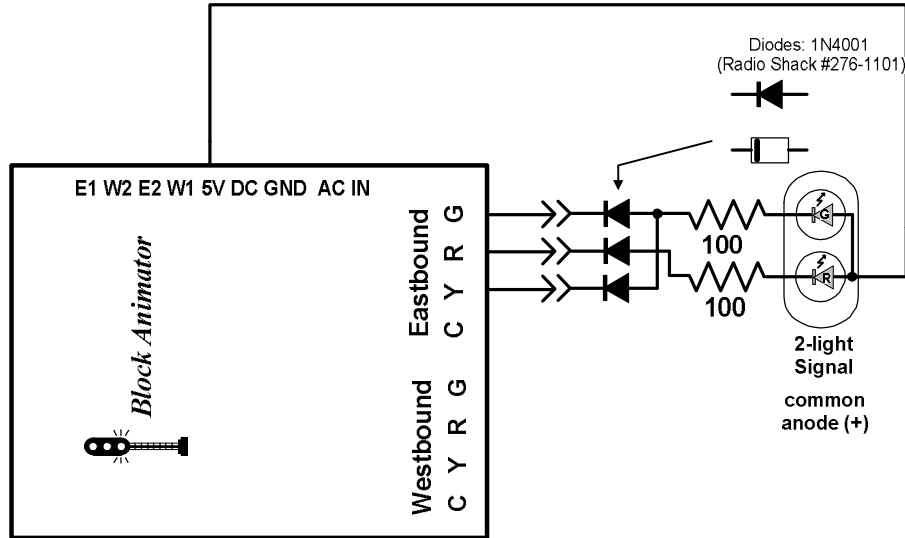 Diodes: 1N4001
(Radio Shack #276-1101)
E1 W2 E2 W1 5V DC GND AC IN
Eastbound
C Y R G
Westbound
C Y R G
Block Animator
100
100
G
R
2-light
Signal
common
anode (+)